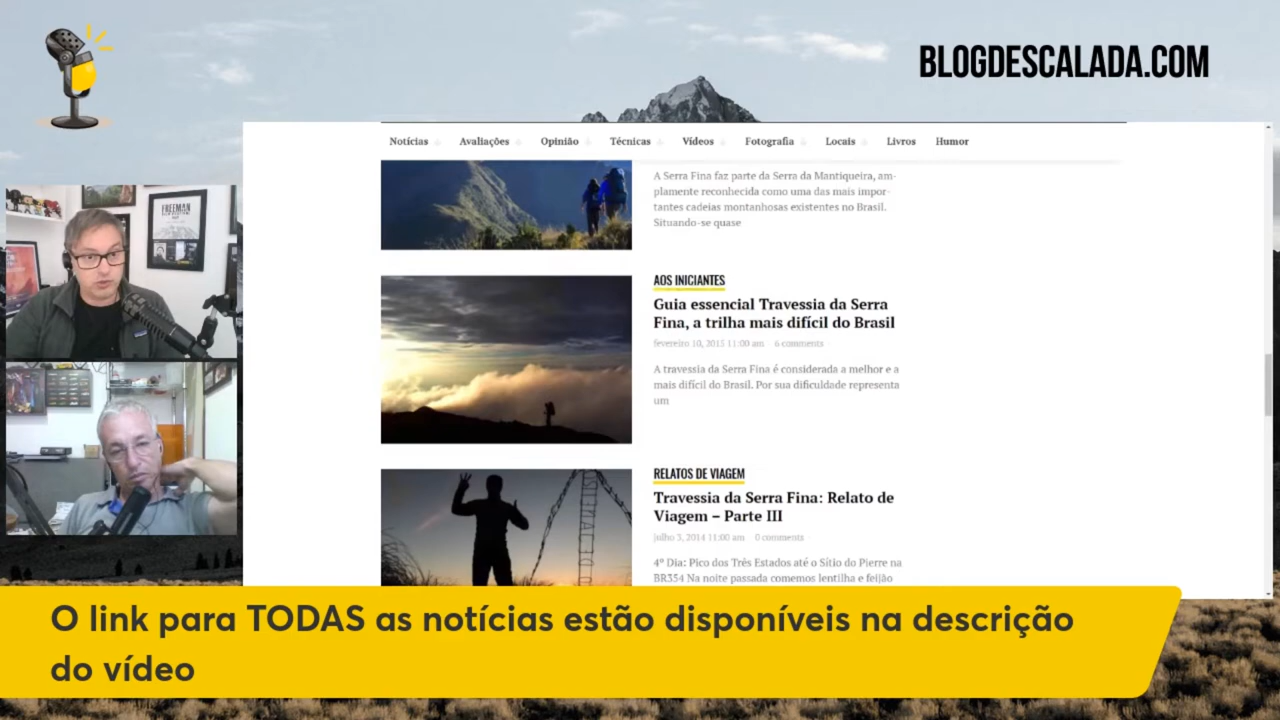 BLOGDESCALADA.COM
Notícias Avaliações Opinião Técnicas Vídeos Fotografia Locais Livros Humor
A Serra Fina faz parte da Serra da Mantiqueira, am-
plamente reconhecida como uma das mais impor-
tantes cadeias montanhosas existentes no Brasil.
Situando-se quase
AOS INICIANTES
Guia essencial Travessia da Serra
Fina, a trilha mais difícil do Brasil
fevereiro 10, 2015 11:00 am 6 comments
A travessia da Serra Fina é considerada a melhor e a
mais difícil do Brasil. Por sua dificuldade representa
um
RELATOS DE VIAGEM
Travessia da Serra Fina: Relato de
Viagem – Parte III
julho 3, 2014 11:00 am 0 comments
4º Dia: Pico dos Três Estados até o Sítio do Pierre na
BR354 Na noite passada comemos lentilha e feijão
FREEMAN
O link para TODAS as notícias estão disponíveis na descrição
do vídeo